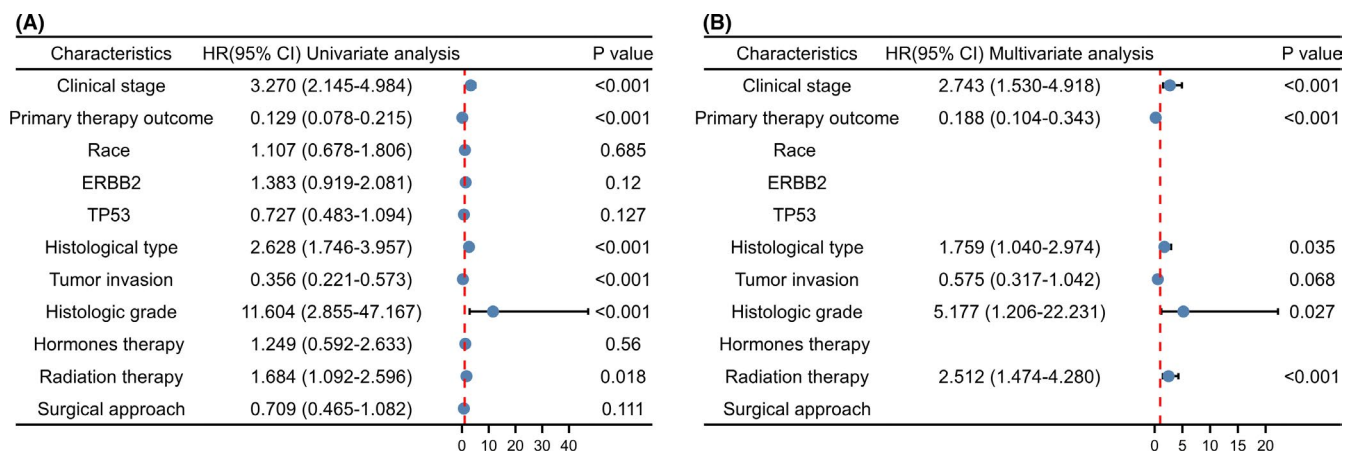 (A)
Characteristics HR(95% CI) Univariate analysis P value
Clinical stage 3.270 (2.145-4.984) <0.001
Primary therapy outcome 0.129 (0.078-0.215) <0.001
Race 1.107 (0.678-1.806) 0.685
ERBB2 1.383 (0.919-2.081) 0.12
TP53 0.727 (0.483-1.094) 0.127
Histological type 2.628 (1.746-3.957) <0.001
Tumor invasion 0.356 (0.221-0.573) <0.001
Histologic grade 11.604 (2.855-47.167) <0.001
Hormones therapy 1.249 (0.592-2.633) 0.56
Radiation therapy 1.684 (1.092-2.596) 0.018
Surgical approach 0.709 (0.465-1.082) 0.111
0 10 20 30 40
(B)
Characteristics HR(95% CI) Multivariate analysis P value
Clinical stage 2.743 (1.530-4.918) <0.001
Primary therapy outcome 0.188 (0.104-0.343) <0.001
Race
ERBB2
TP53
Histological type 1.759 (1.040-2.974) 0.035
Tumor invasion 0.575 (0.317-1.042) 0.068
Histologic grade 5.177 (1.206-22.231) 0.027
Hormones therapy
Radiation therapy 2.512 (1.474-4.280) <0.001
Surgical approach
0 5 10 15 20